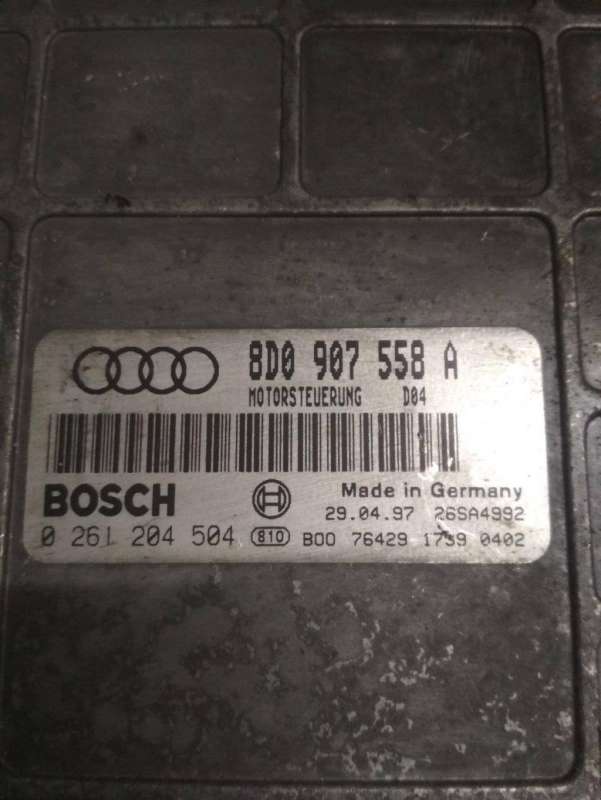 8D0 907 558 A
MOTORSTEUERUNG D04
BOSCH
Made in Germany
29.04.97 26SA4992
0 261 204 504 810 B00 76429 1739 0402